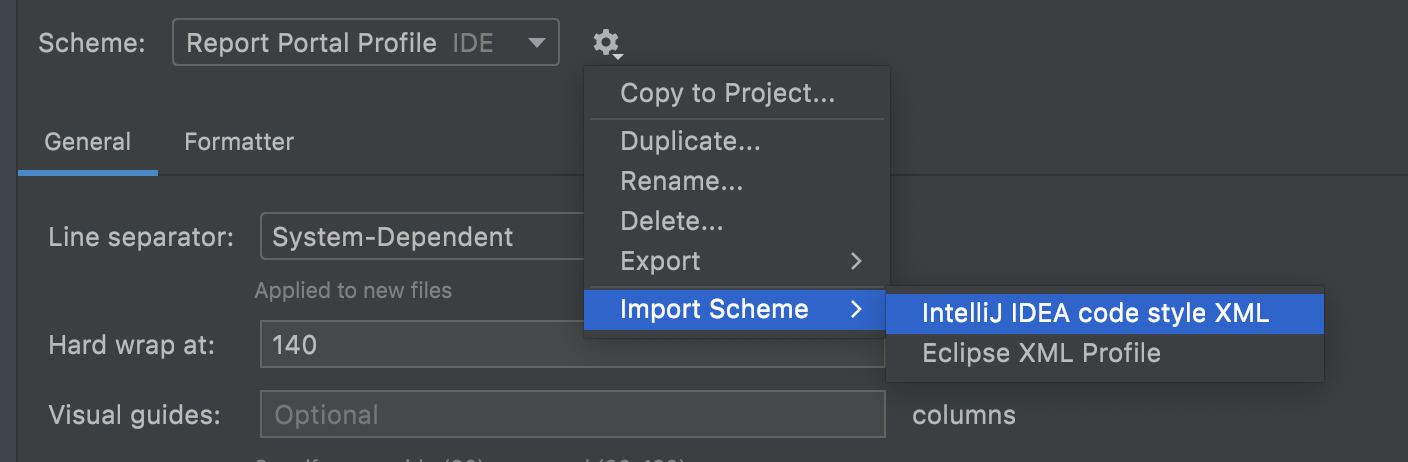 Scheme: Report Portal Profile IDE
Copy to Project...
General Formatter
Duplicate...
Rename...
Delete...
Export
Import Scheme
IntelliJ IDEA code style XML
Eclipse XML Profile
Line separator: System-Dependent
Applied to new files
Hard wrap at: 140
Visual guides: Optional columns